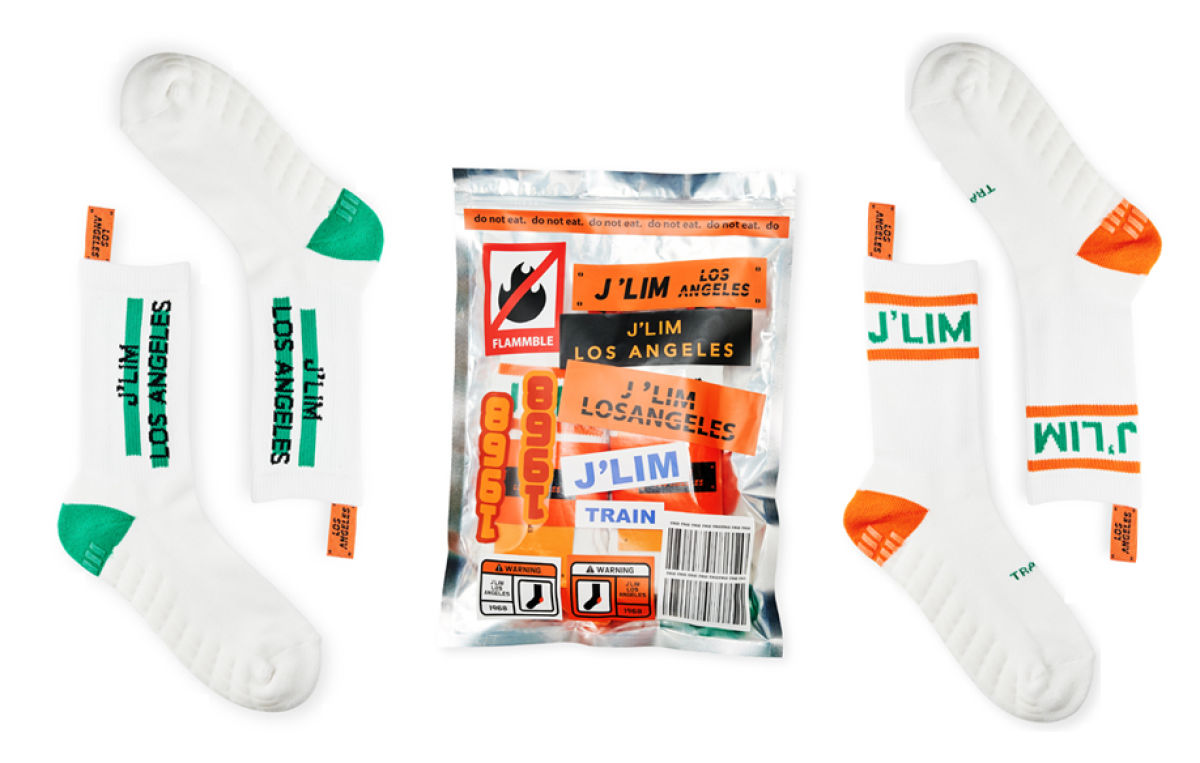 LOS
ANGELES
J'LIM
LOS ANGELES
J'LIM
LOS ANGELES
LOS
ANGELES
do not eat. do not eat. do not eat. do not eat. do not eat. do
FLAMMBLE
J 'LIM LOS
ANGELES
J'LIM
LOS ANGELES
J 'LIM
LOSANGELES
1968
1968
J'LIM
TRAIN
WARNING
J'LIM
LOS
ANGELES
1968
WARNING
J'LIM
LOS
ANGELES
1968
LOS
ANGELES
TRA
J'LIM
J'LIM
TRA
LOS
ANGELES